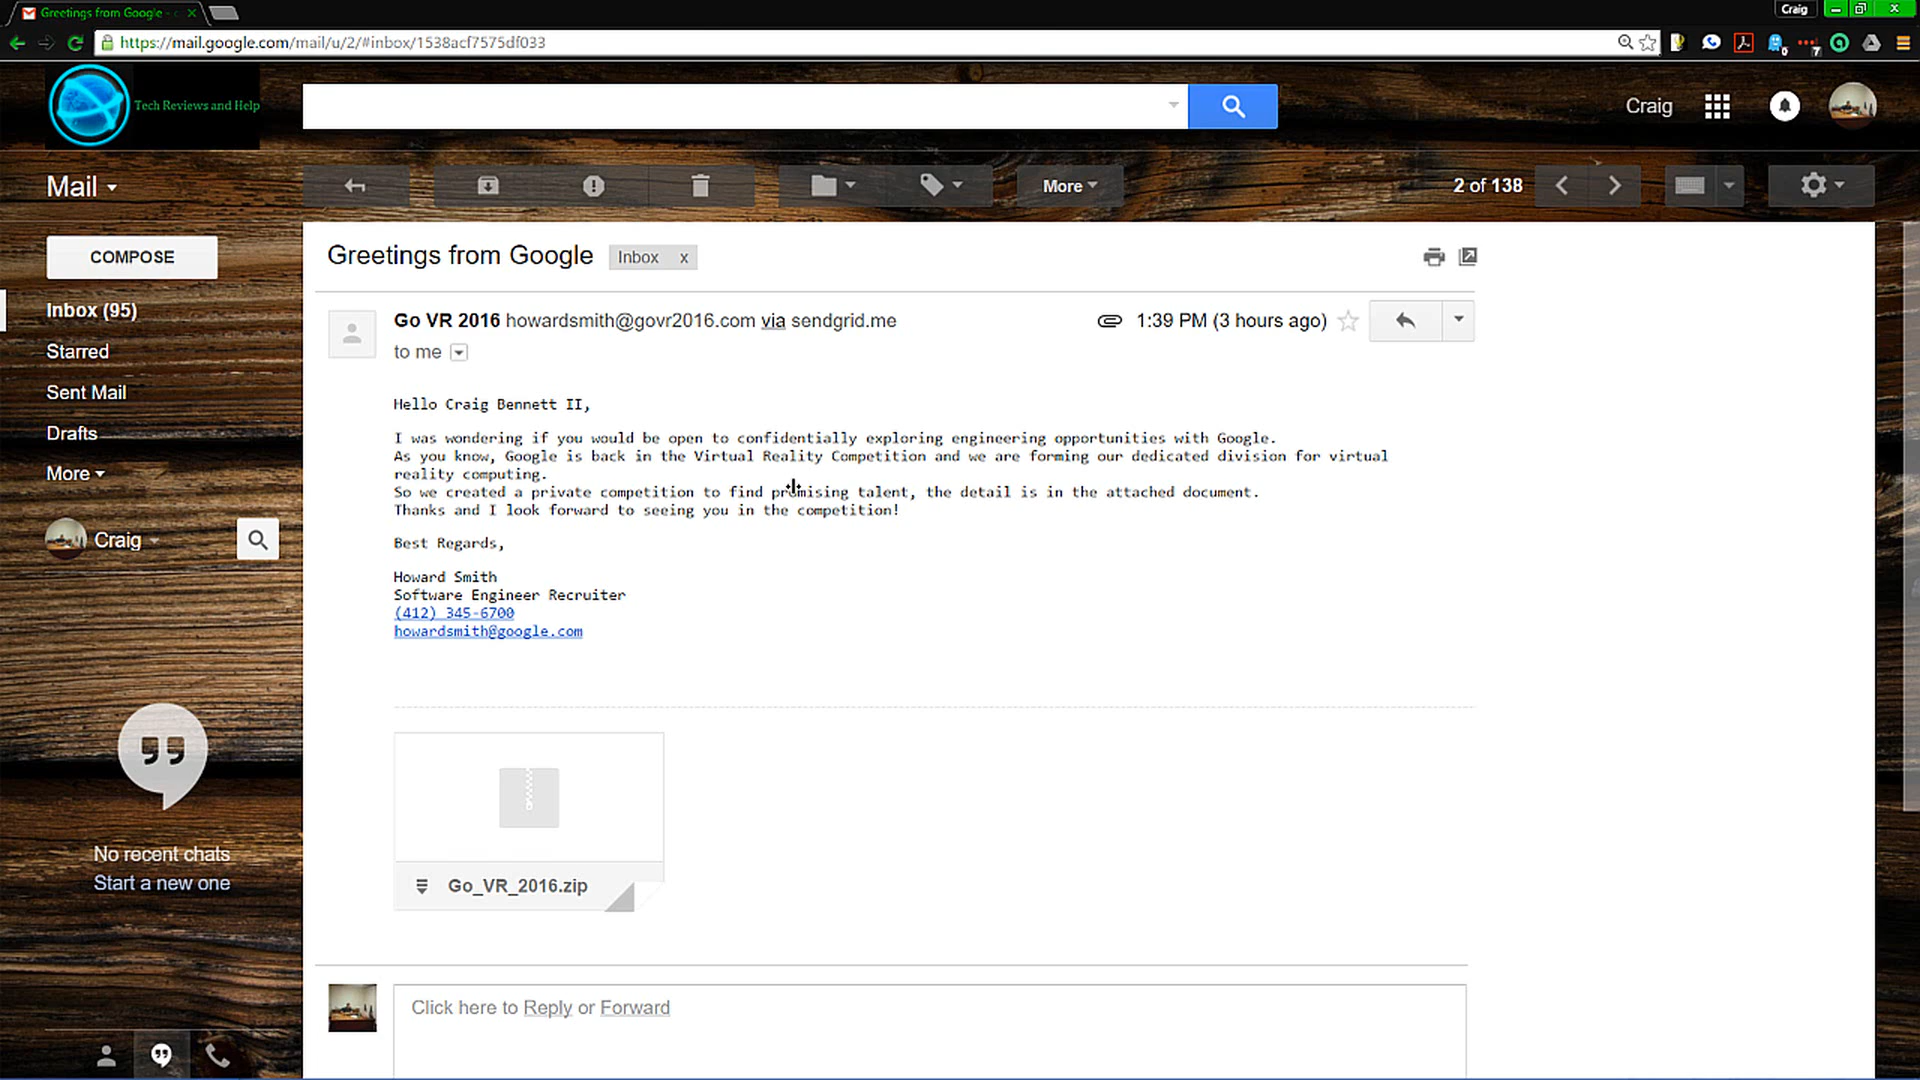 Greetings from Google -
Craig
https://mail.google.com/mail/u/2/#inbox/1538acf7575df033
Tech Reviews and Help
Craig
Mail
More
2 of 138
COMPOSE
Inbox (95)
Starred
Sent Mail
Drafts
More
Craig
No recent chats
Start a new one
Greetings from Google
Inbox x
Go VR 2016 howardsmith@govr2016.com via sendgrid.me
1:39 PM (3 hours ago)
to me
Hello Craig Bennett II,
I was wondering if you would be open to confidentially exploring engineering opportunities with Google.
As you know, Google is back in the Virtual Reality Competition and we are forming our dedicated division for virtual
reality computing.
So we created a private competition to find promising talent, the detail is in the attached document.
Thanks and I look forward to seeing you in the competition!
Best Regards,
Howard Smith
Software Engineer Recruiter
(412) 345-6700
howardsmith@google.com
Go_VR_2016.zip
Click here to Reply or Forward